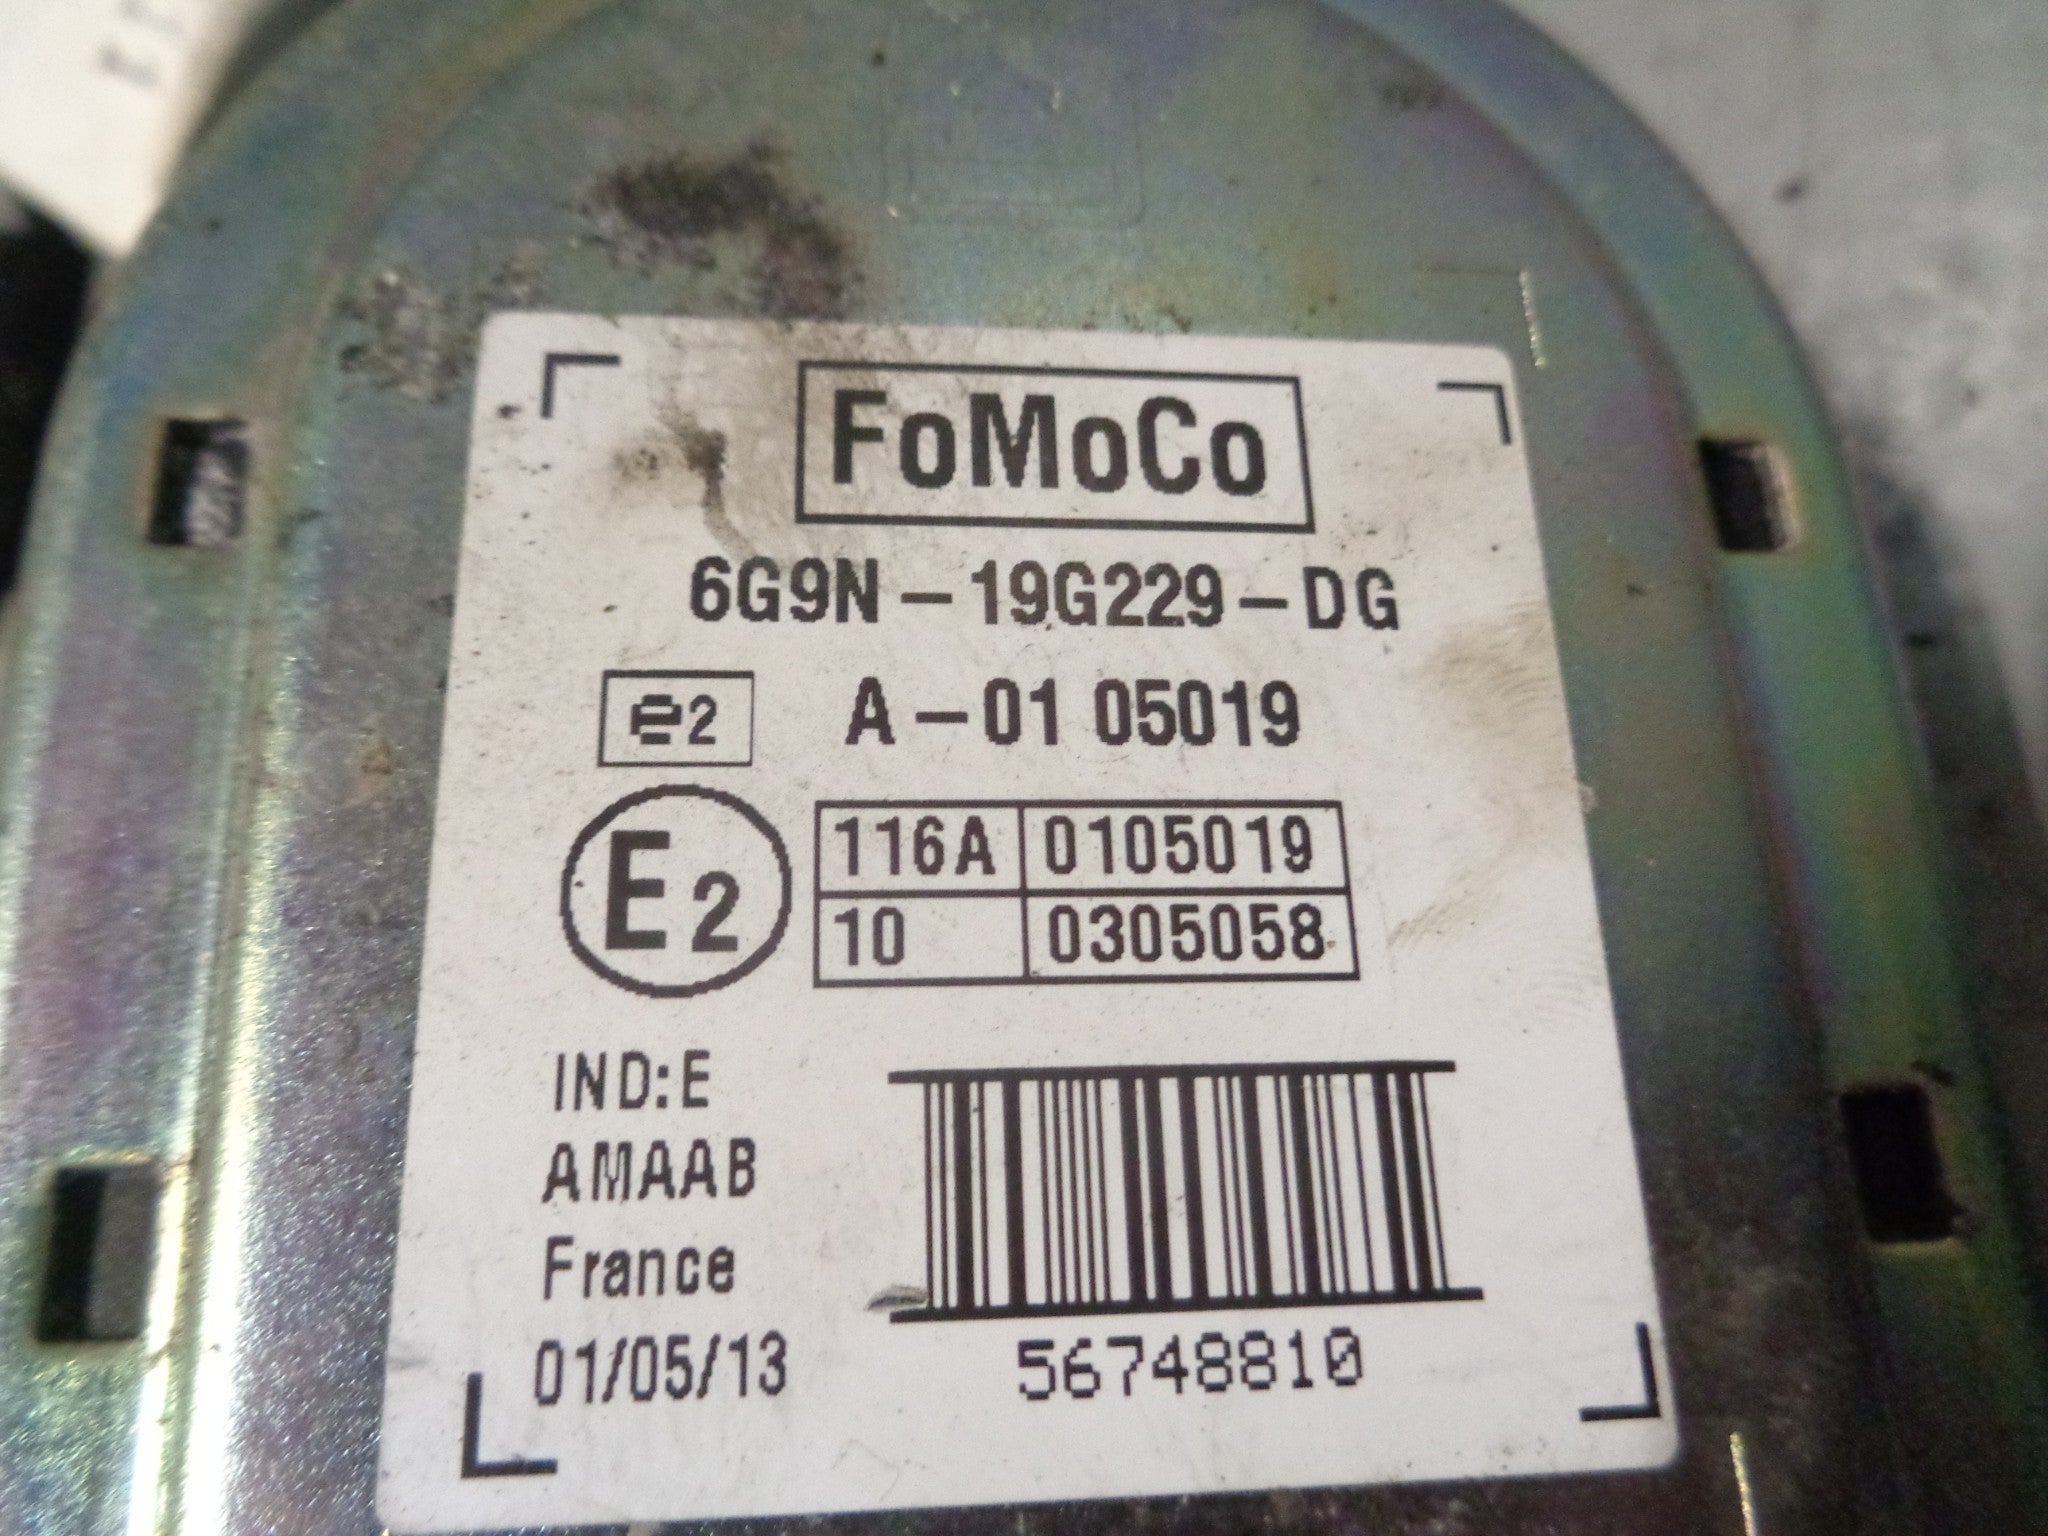 FoMoCo
6G9N-19G229-DG
e2 A-01 05019
E2
116A 0105019
10 0305058
IND:E
AMAAB
France
01/05/13
56748810